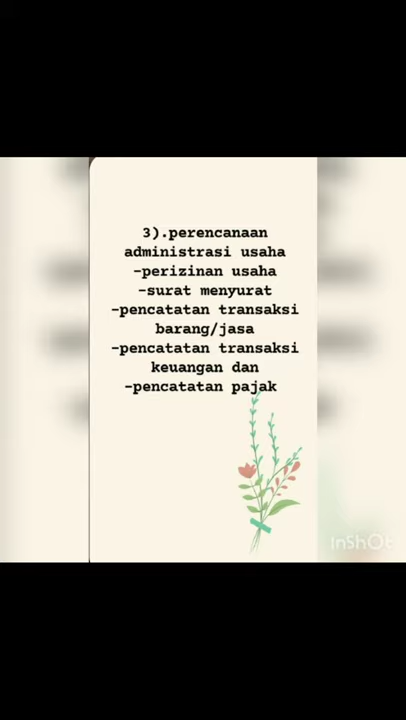 3).perencanaan
administrasi usaha
-perizinan usaha
-surat menyurat
-pencatatan transaksi
barang/jasa
-pencatatan transaksi
keuangan dan
-pencatatan pajak
InShOt